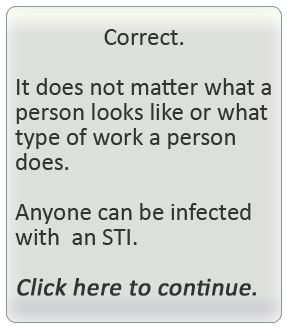 Correct.
It does not matter what a
person looks like or what
type of work a person
does.
Anyone can be infected
with  an STI.
Click here to continue.